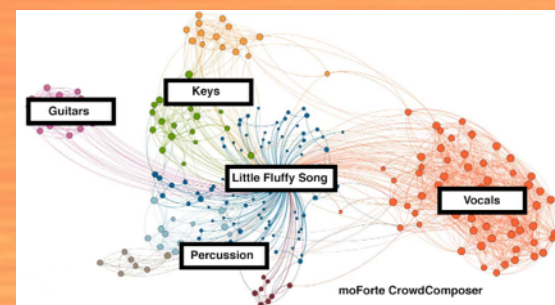 Keys
Guitars
Little Fluffy Song
Vocals
Percussion
moForte CrowdComposer